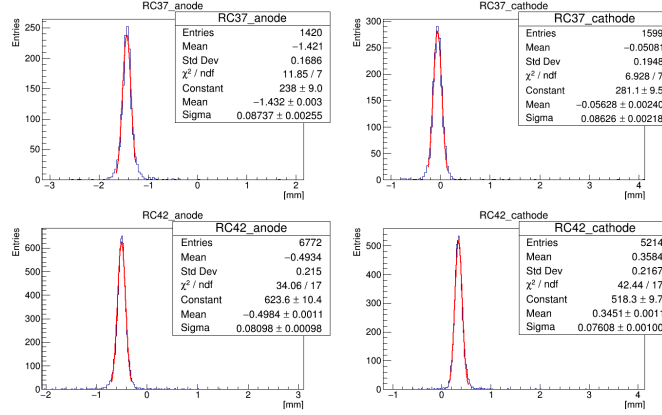 RC37_anode
Entries
RC37_anode
Entries 1420
Mean −1.421
Std Dev 0.1686
χ² / ndf 11.85 / 7
Constant 238 ± 9.0
Mean −1.432 ± 0.003
Sigma 0.08737 ± 0.00255
250
200
150
100
50
0
−3 −2 −1 0 1 2
[mm]
RC37_cathode
Entries
RC37_cathode
Entries 1599
Mean −0.05081
Std Dev 0.1948
χ² / ndf 6.928 / 7
Constant 281.1 ± 9.5
Mean −0.05628 ± 0.00240
Sigma 0.08626 ± 0.00218
300
250
200
150
100
50
0
−1 0 1 2 3 4
[mm]
RC42_anode
Entries
RC42_anode
Entries 6772
Mean −0.4934
Std Dev 0.215
χ² / ndf 34.06 / 17
Constant 623.6 ± 10.4
Mean −0.4984 ± 0.0011
Sigma 0.08098 ± 0.00098
600
500
400
300
200
100
0
−2 −1 0 1 2 3
[mm]
RC42_cathode
Entries
RC42_cathode
Entries 5214
Mean 0.3584
Std Dev 0.2167
χ² / ndf 42.44 / 17
Constant 518.3 ± 9.7
Mean 0.3451 ± 0.0011
Sigma 0.07608 ± 0.00100
500
400
300
200
100
0
−1 0 1 2 3 4
[mm]